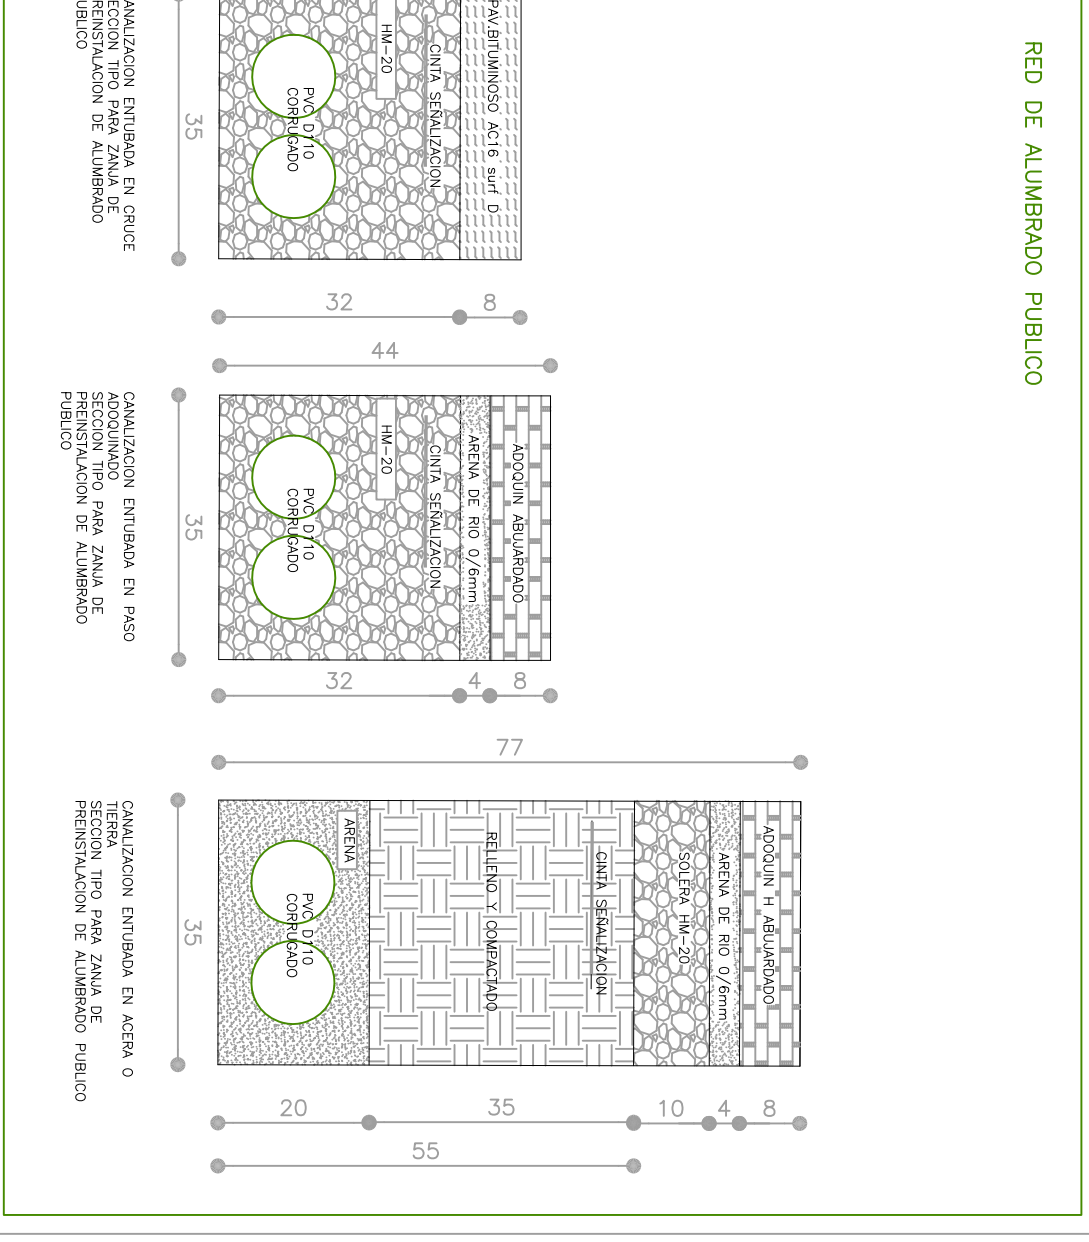 RED DE ALUMBRADO PUBLICO
PAV.BITUMINOSO AC16 surf D
CINTA SEÑALIZACION
HM-20
PVC D110
CORRUGADO
35
32
8
CANALIZACION ENTUBADA EN CRUCE
ECCION TIPO PARA ZANJA DE
REINSTALACION DE ALUMBRADO
UBLICO
44
ADOQUIN ABUJARDADO
ARENA DE RIO 0/6mm
CINTA SEÑALIZACION
HM-20
PVC D110
CORRUGADO
35
32
4
8
CANALIZACION ENTUBADA EN PASO
ADOQUINADO
SECCION TIPO PARA ZANJA DE
PREINSTALACION DE ALUMBRADO
PUBLICO
77
ADOQUIN H ABUJARDADO
ARENA DE RIO 0/6mm
SOLERA HM-20
CINTA SEÑALIZACION
RELLENO Y COMPACTADO
ARENA
PVC D110
CORRUGADO
35
20
35
10
4
8
55
CANALIZACION ENTUBADA EN ACERA O
TIERRA
SECCION TIPO PARA ZANJA DE
PREINSTALACION DE ALUMBRADO PUBLICO